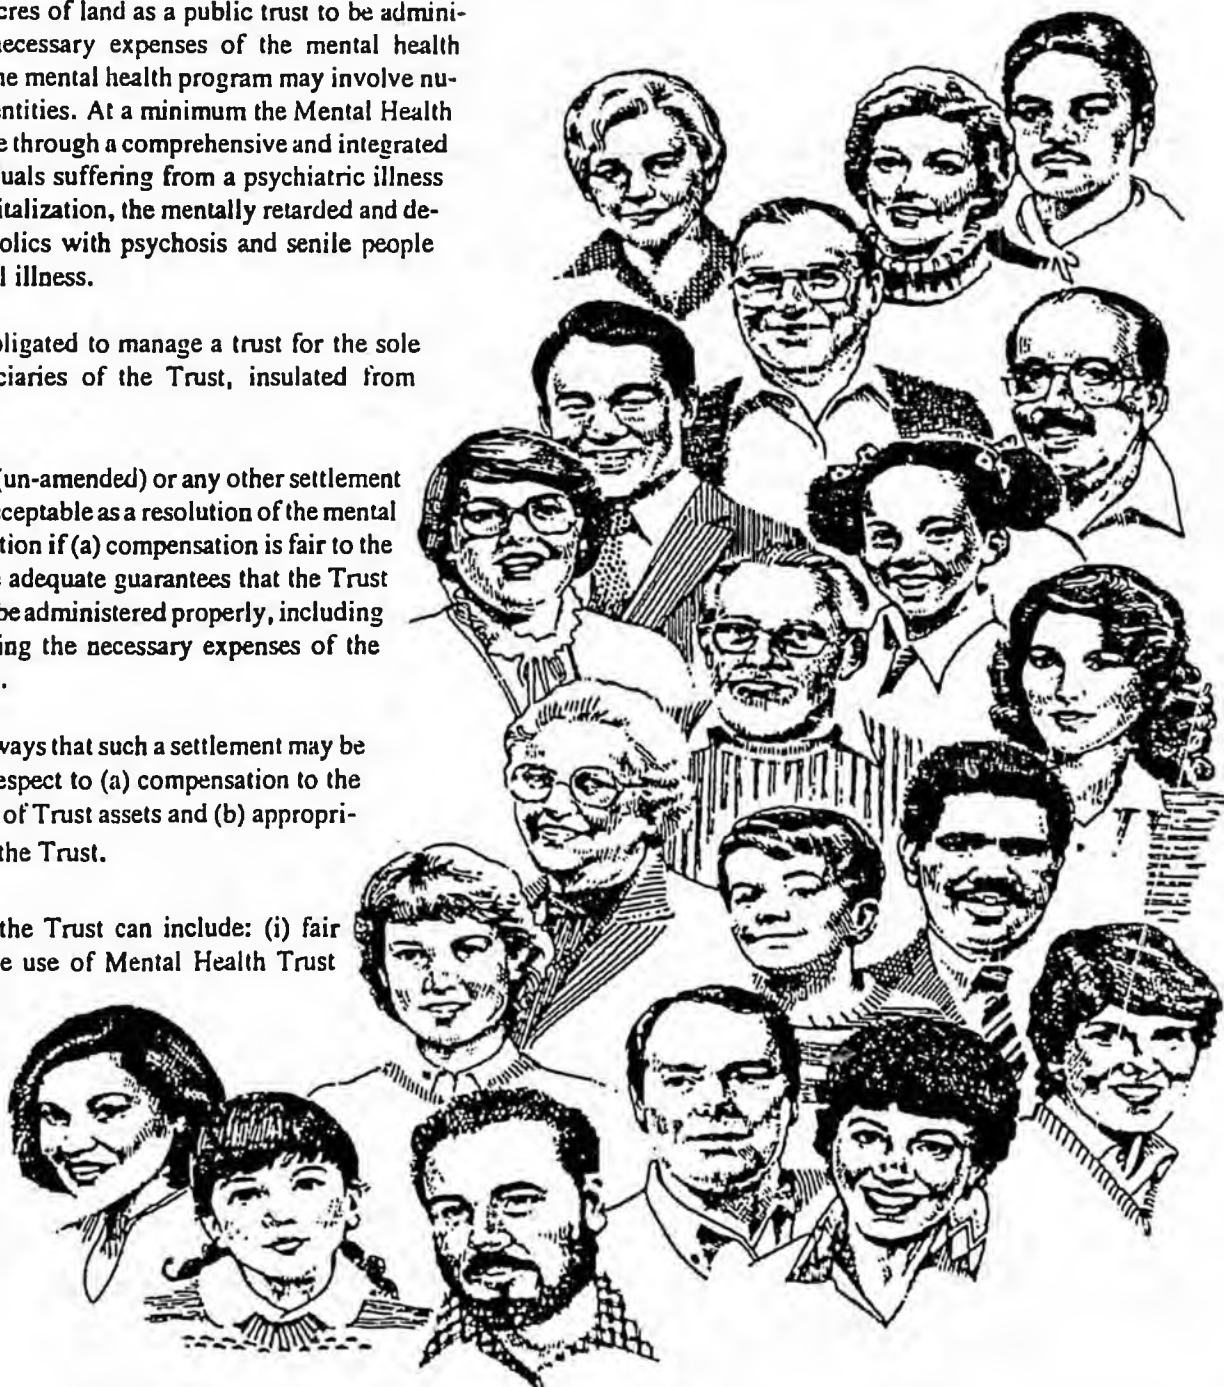 cres of land as a public trust to be admini-
necessary expenses of the mental health
ne mental health program may involve nu-
entities. At a minimum the Mental Health
e through a comprehensive and integrated
uals suffering from a psychiatric illness
italization, the mentally retarded and de-
olics with psychosis and senile people
l illness.
bligated to manage a trust for the sole
ciaries of the Trust, insulated from
(un-amended) or any other settlement
cceptable as a resolution of the mental
tion if (a) compensation is fair to the
e adequate guarantees that the Trust
be administered properly, including
ing the necessary expenses of the
.
ways that such a settlement may be
espect to (a) compensation to the
of Trust assets and (b) appropri-
the Trust.
the Trust can include: (i) fair
e use of Mental Health Trust